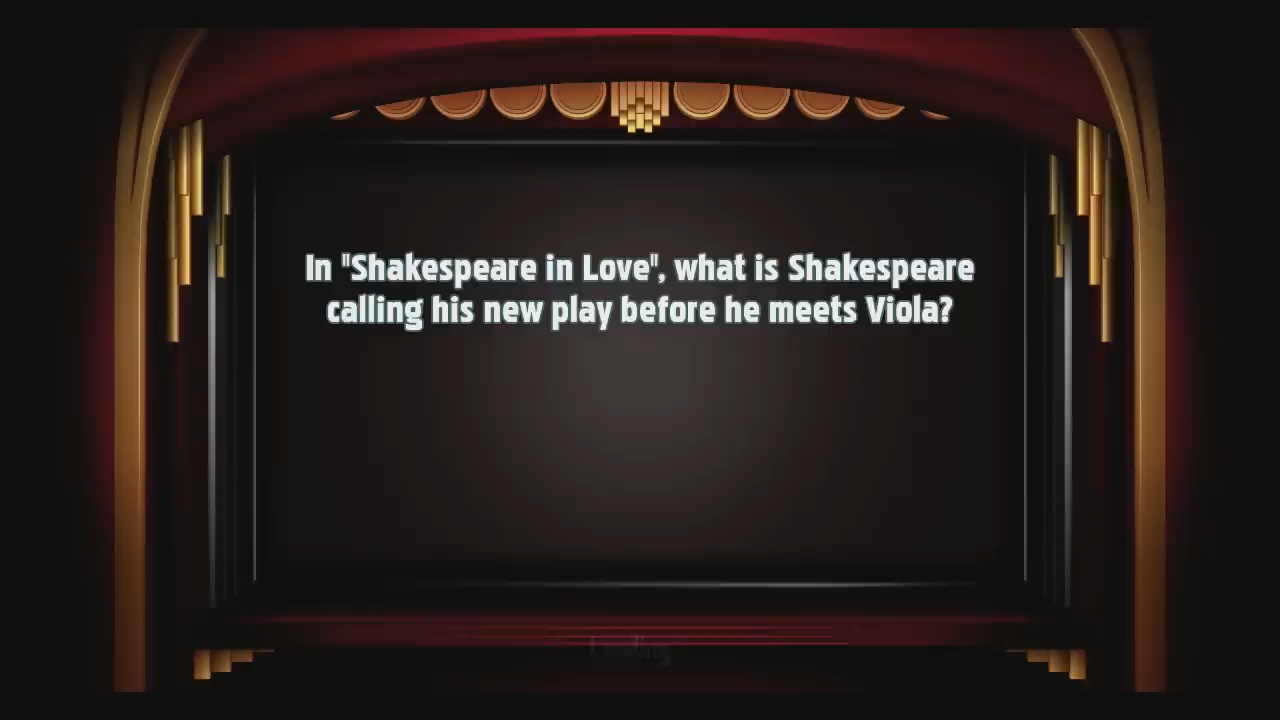 In "Shakespeare in Love", what is Shakespeare
calling his new play before he meets Viola?